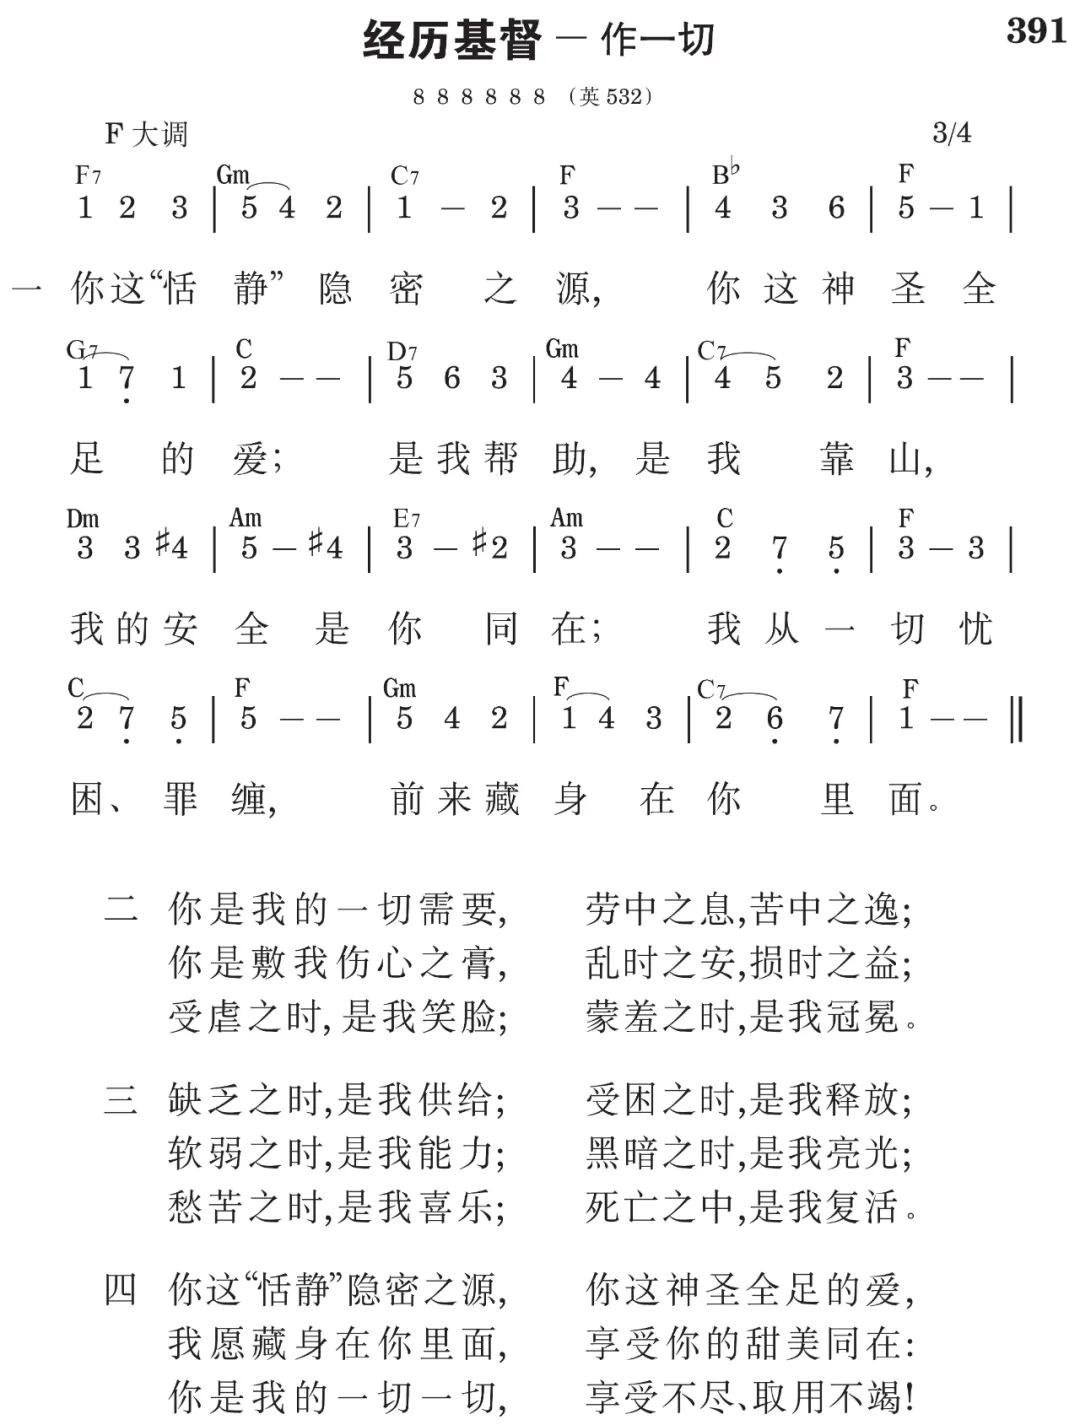 经历基督－作一切 391
8 8 8 8 8 8 (英532)
F大调 3/4
F7 Gm C7 F B♭ F
1 2 3 | 5 4 2 | 1 - 2 | 3 - - | 4 3 6 | 5 - 1 |
一 你这“恬静”隐密之源, 你这神圣全
G7 C D7 Gm C7 F
1 7̣ 1 | 2 - - | 5 6 3 | 4 - 4 | 4 5 2 | 3 - - |
足的爱; 是我帮助, 是我靠山,
Dm Am E7 Am C F
3 3 ♯4 | 5 - ♯4 | 3 - ♯2 | 3 - - | 2 7̣ 5̣ | 3 - 3 |
我的安全是你同在; 我从一切忧
C F Gm F C7 F
2 7̣ 5̣ | 5 - - | 5 4 2 | 1 4 3 | 2 6̣ 7̣ | 1 - - ‖
困、罪缠, 前来藏身在你里面。
二 你是我的一切需要, 劳中之息,苦中之逸;
你是敷我伤心之膏, 乱时之安,损时之益;
受虐之时,是我笑脸; 蒙羞之时,是我冠冕。
三 缺乏之时,是我供给; 受困之时,是我释放;
软弱之时,是我能力; 黑暗之时,是我亮光;
愁苦之时,是我喜乐; 死亡之中,是我复活。
四 你这“恬静”隐密之源, 你这神圣全足的爱,
我愿藏身在你里面, 享受你的甜美同在:
你是我的一切一切, 享受不尽、取用不竭!